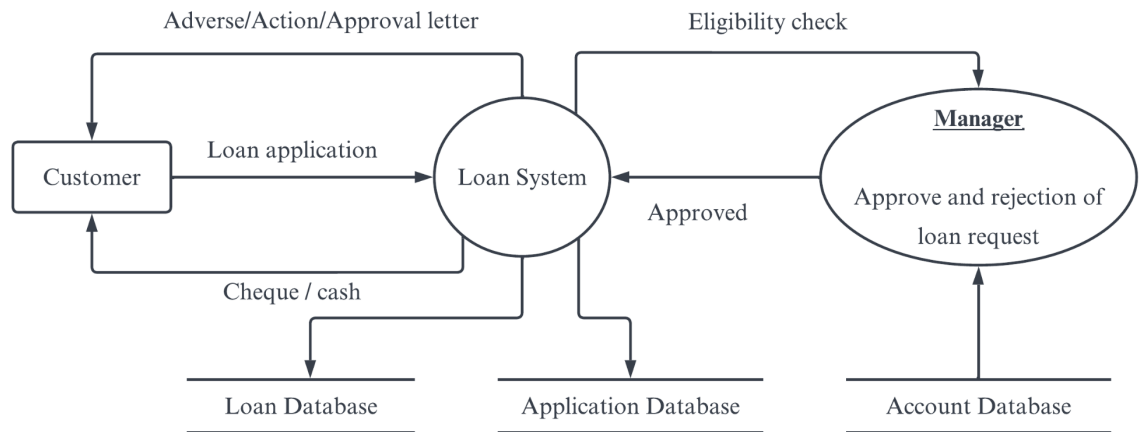 Adverse/Action/Approval letter
Eligibility check
Manager
Loan application
Customer
Loan System
Approve and rejection of
loan request
Approved
Cheque / cash
Loan Database
Application Database
Account Database